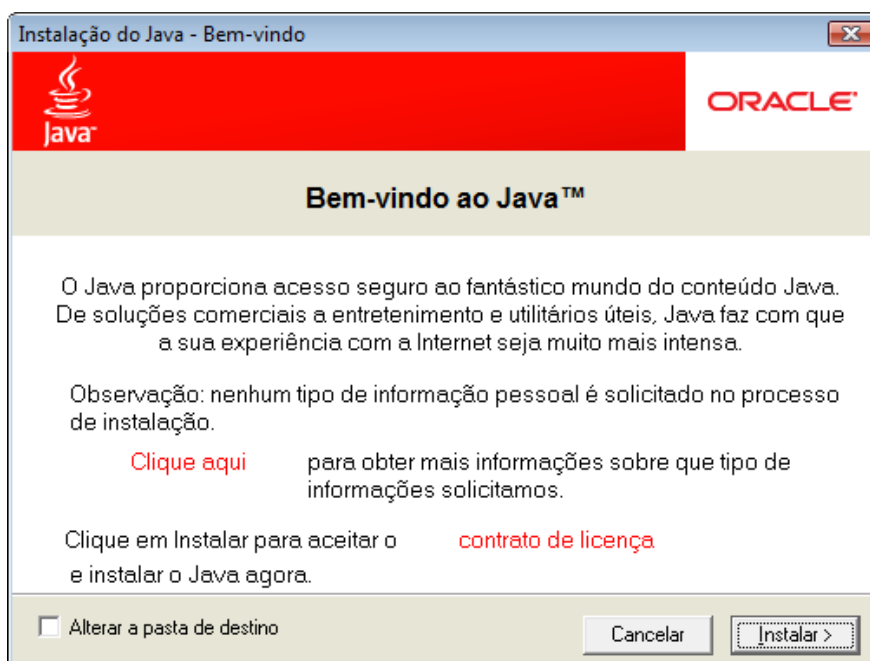 Instalação do Java - Bem-vindo
Java™
ORACLE®
Bem-vindo ao Java™
O Java proporciona acesso seguro ao fantástico mundo do conteúdo Java.
De soluções comerciais a entretenimento e utilitários úteis, Java faz com que
a sua experiência com a Internet seja muito mais intensa.
Observação: nenhum tipo de informação pessoal é solicitado no processo
de instalação.
Clique aqui para obter mais informações sobre que tipo de
informações solicitamos.
Clique em Instalar para aceitar o contrato de licença
e instalar o Java agora.
Alterar a pasta de destino
Cancelar
Instalar >